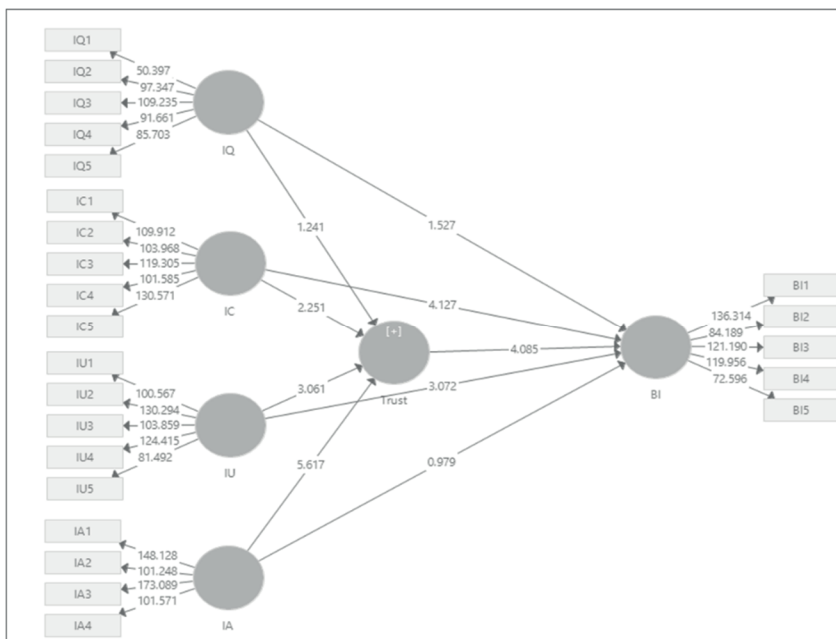 IQ1
IQ2
IQ3
IQ4
IQ5
50.397
97.347
109.235
91.661
85.703
IQ
IC1
IC2
IC3
IC4
IC5
109.912
103.968
119.305
101.585
130.571
IC
IU1
IU2
IU3
IU4
IU5
100.567
130.294
103.859
124.415
81.492
IU
IA1
IA2
IA3
IA4
148.128
101.248
173.089
101.571
IA
1.241
1.527
2.251
4.127
3.061
3.072
5.617
0.979
[+]
Trust
4.085
BI
136.314
84.189
121.190
119.956
72.596
BI1
BI2
BI3
BI4
BI5